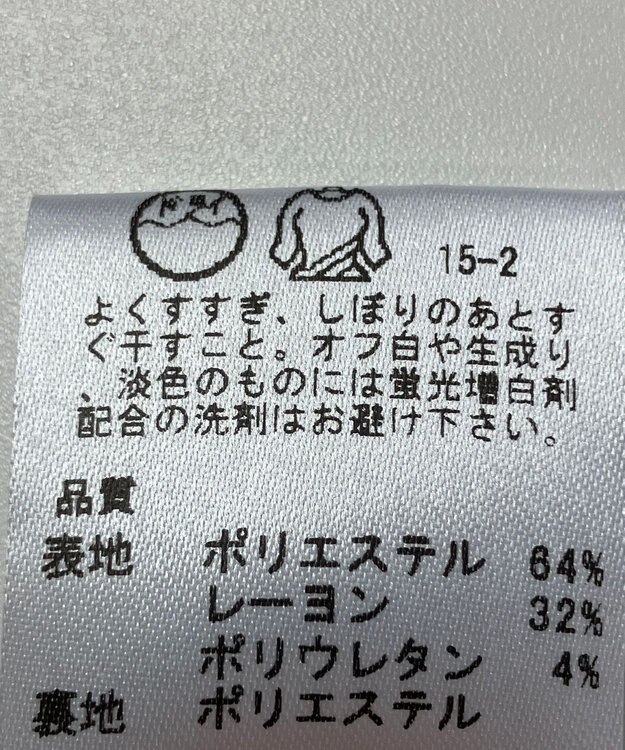 15-2
よくすすぎ、しぼりのあとす
ぐ干すこと。オフ白や生成り
、淡色のものには蛍光増白剤
配合の洗剤はお避け下さい。
品質
表地 ポリエステル 64%
レーヨン 32%
ポリウレタン 4%
裏地 ポリエステル